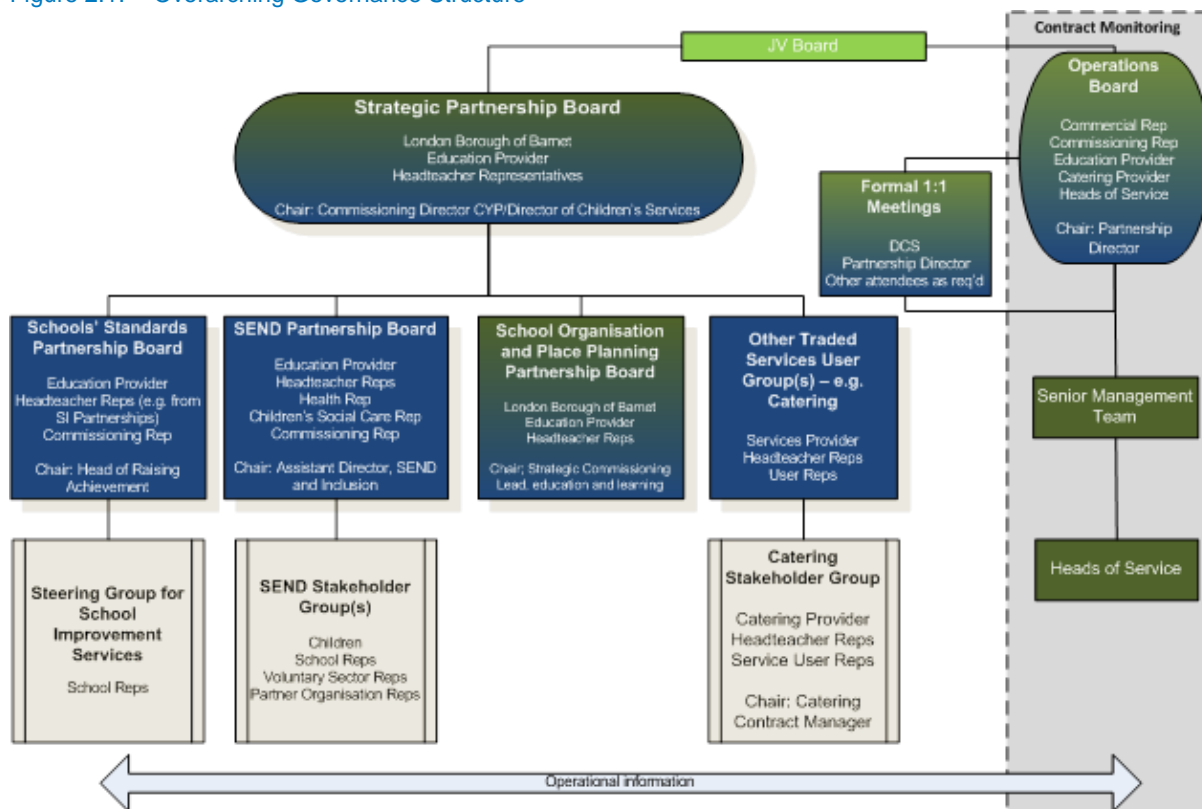 Figure 2.1: Overarching Governance Structure
Contract Monitoring
JV Board
Operations
Board
Commercial Rep
Commissioning Rep
Education Provider
Catering Provider
Heads of Service
Chair: Partnership
Director
Strategic Partnership Board
London Borough of Barnet
Education Provider
Headteacher Representatives
Chair: Commissioning Director CYP/Director of Children's Services
Formal 1:1
Meetings
DCS
Partnership Director
Other attendees as req'd
Schools' Standards
Partnership Board
Education Provider
Headteacher Reps (e.g. from
SI Partnerships)
Commissioning Rep
Chair: Head of Raising
Achievement
SEND Partnership Board
Education Provider
Headteacher Reps
Health Rep
Children's Social Care Rep
Commissioning Rep
Chair: Assistant Director, SEND
and Inclusion
School Organisation
and Place Planning
Partnership Board
London Borough of Barnet
Education Provider
Headteacher Reps
Chair; Strategic Commissioning
Lead, education and learning
Other Traded
Services User
Group(s) – e.g.
Catering
Services Provider
Headteacher Reps
User Reps
Senior Management
Team
Steering Group for
School
Improvement
Services
School Reps
SEND Stakeholder
Group(s)
Children
School Reps
Voluntary Sector Reps
Partner Organisation Reps
Catering
Stakeholder Group
Catering Provider
Headteacher Reps
Service User Reps
Chair: Catering
Contract Manager
Heads of Service
Operational information